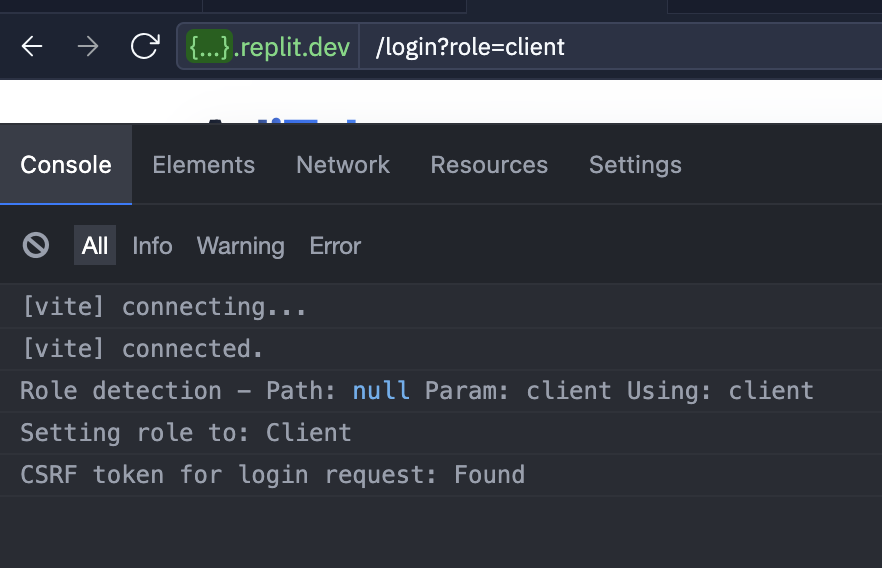 {...}.replit.dev /login?role=client
Console Elements Network Resources Settings
All Info Warning Error
[vite] connecting...
[vite] connected.
Role detection – Path: null Param: client Using: client
Setting role to: Client
CSRF token for login request: Found